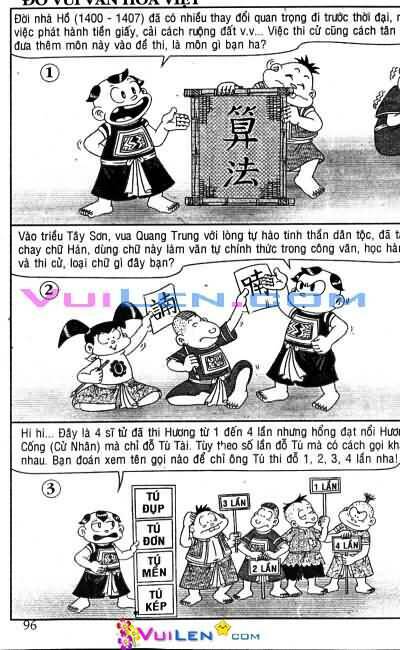 ĐỐ VUI VĂN HÓA VIỆT
Đời nhà Hồ (1400 - 1407) đã có nhiều thay đổi quan trọng đi trước thời đại,
việc phát hành tiền giấy, cải cách ruộng đất v.v... Việc thi cử cũng cách tân
đưa thêm môn này vào để thi, là môn gì bạn ha?
1
算
法
Vào triều Tây Sơn, vua Quang Trung với lòng tự hào tinh thần dân tộc, đã
chay chữ Hán, dùng chữ này làm văn tự chính thức trong công văn, học
và thi cử, loại chữ gì đây bạn?
VUILEN.COM
2
Hi hi... Đây là 4 sĩ tử đã thi Hương từ 1 đến 4 lần nhưng hổng đạt nổi
Cống (Cử Nhân) mà chỉ đỗ Tú Tài. Tùy theo số lần đỗ Tú mà có cách gọi
nhau. Bạn đoán xem tên gọi nào để chỉ ông Tú thi đỗ 1, 2, 3, 4 lần nha!
3
TÚ
ĐỤP
TÚ
ĐƠN
TÚ
MỀN
TÚ
KÉP
3 LẦN
1 LẦN
2 LẦN
4 LẦN
96
VUILEN.COM